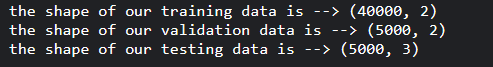 the shape of our training data is --> (40000, 2)
the shape of our validation data is --> (5000, 2)
the shape of our testing data is --> (5000, 3)